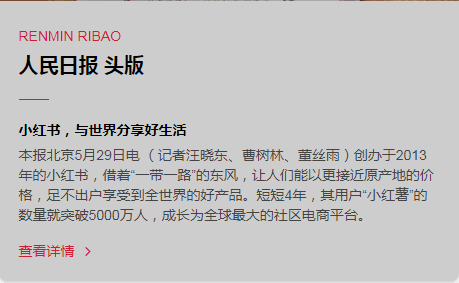 RENMIN RIBAO
人民日报 头版
小红书，与世界分享好生活
本报北京5月29日电 （记者汪晓东、曹树林、董丝雨）创办于2013
年的小红书，借着“一带一路”的东风，让人们能以更接近原产地的价
格，足不出户享受到全世界的好产品。短短4年，其用户“小红薯”的
数量就突破5000万人，成长为全球最大的社区电商平台。
查看详情 >